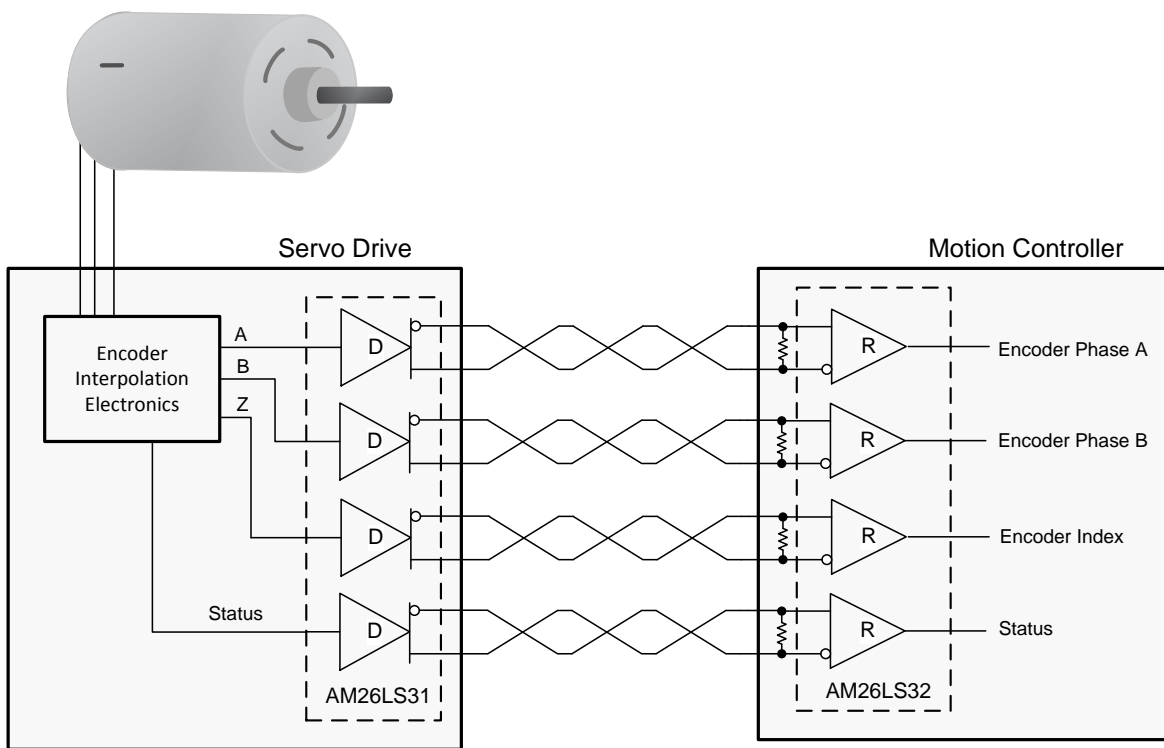 Servo Drive
Motion Controller
Encoder
Interpolation
Electronics
A
B
Z
Status
D
D
D
D
AM26LS31
R
R
R
R
AM26LS32
Encoder Phase A
Encoder Phase B
Encoder Index
Status